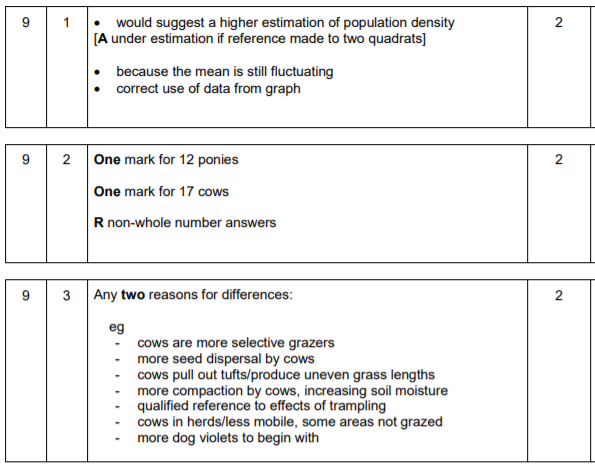 9 1 • would suggest a higher estimation of population density 2
[A under estimation if reference made to two quadrats]
• because the mean is still fluctuating
• correct use of data from graph
9 2 One mark for 12 ponies 2
One mark for 17 cows
R non-whole number answers
9 3 Any two reasons for differences: 2
eg
- cows are more selective grazers
- more seed dispersal by cows
- cows pull out tufts/produce uneven grass lengths
- more compaction by cows, increasing soil moisture
- qualified reference to effects of trampling
- cows in herds/less mobile, some areas not grazed
- more dog violets to begin with